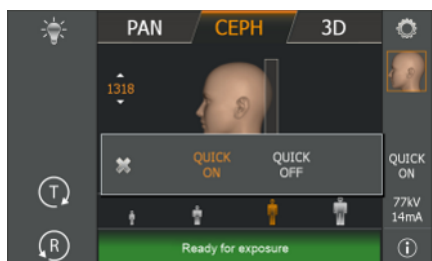 PAN
CEPH
3D
1318
QUICK
ON
QUICK
OFF
QUICK
ON
77kV
14mA
T
R
Ready for exposure
i